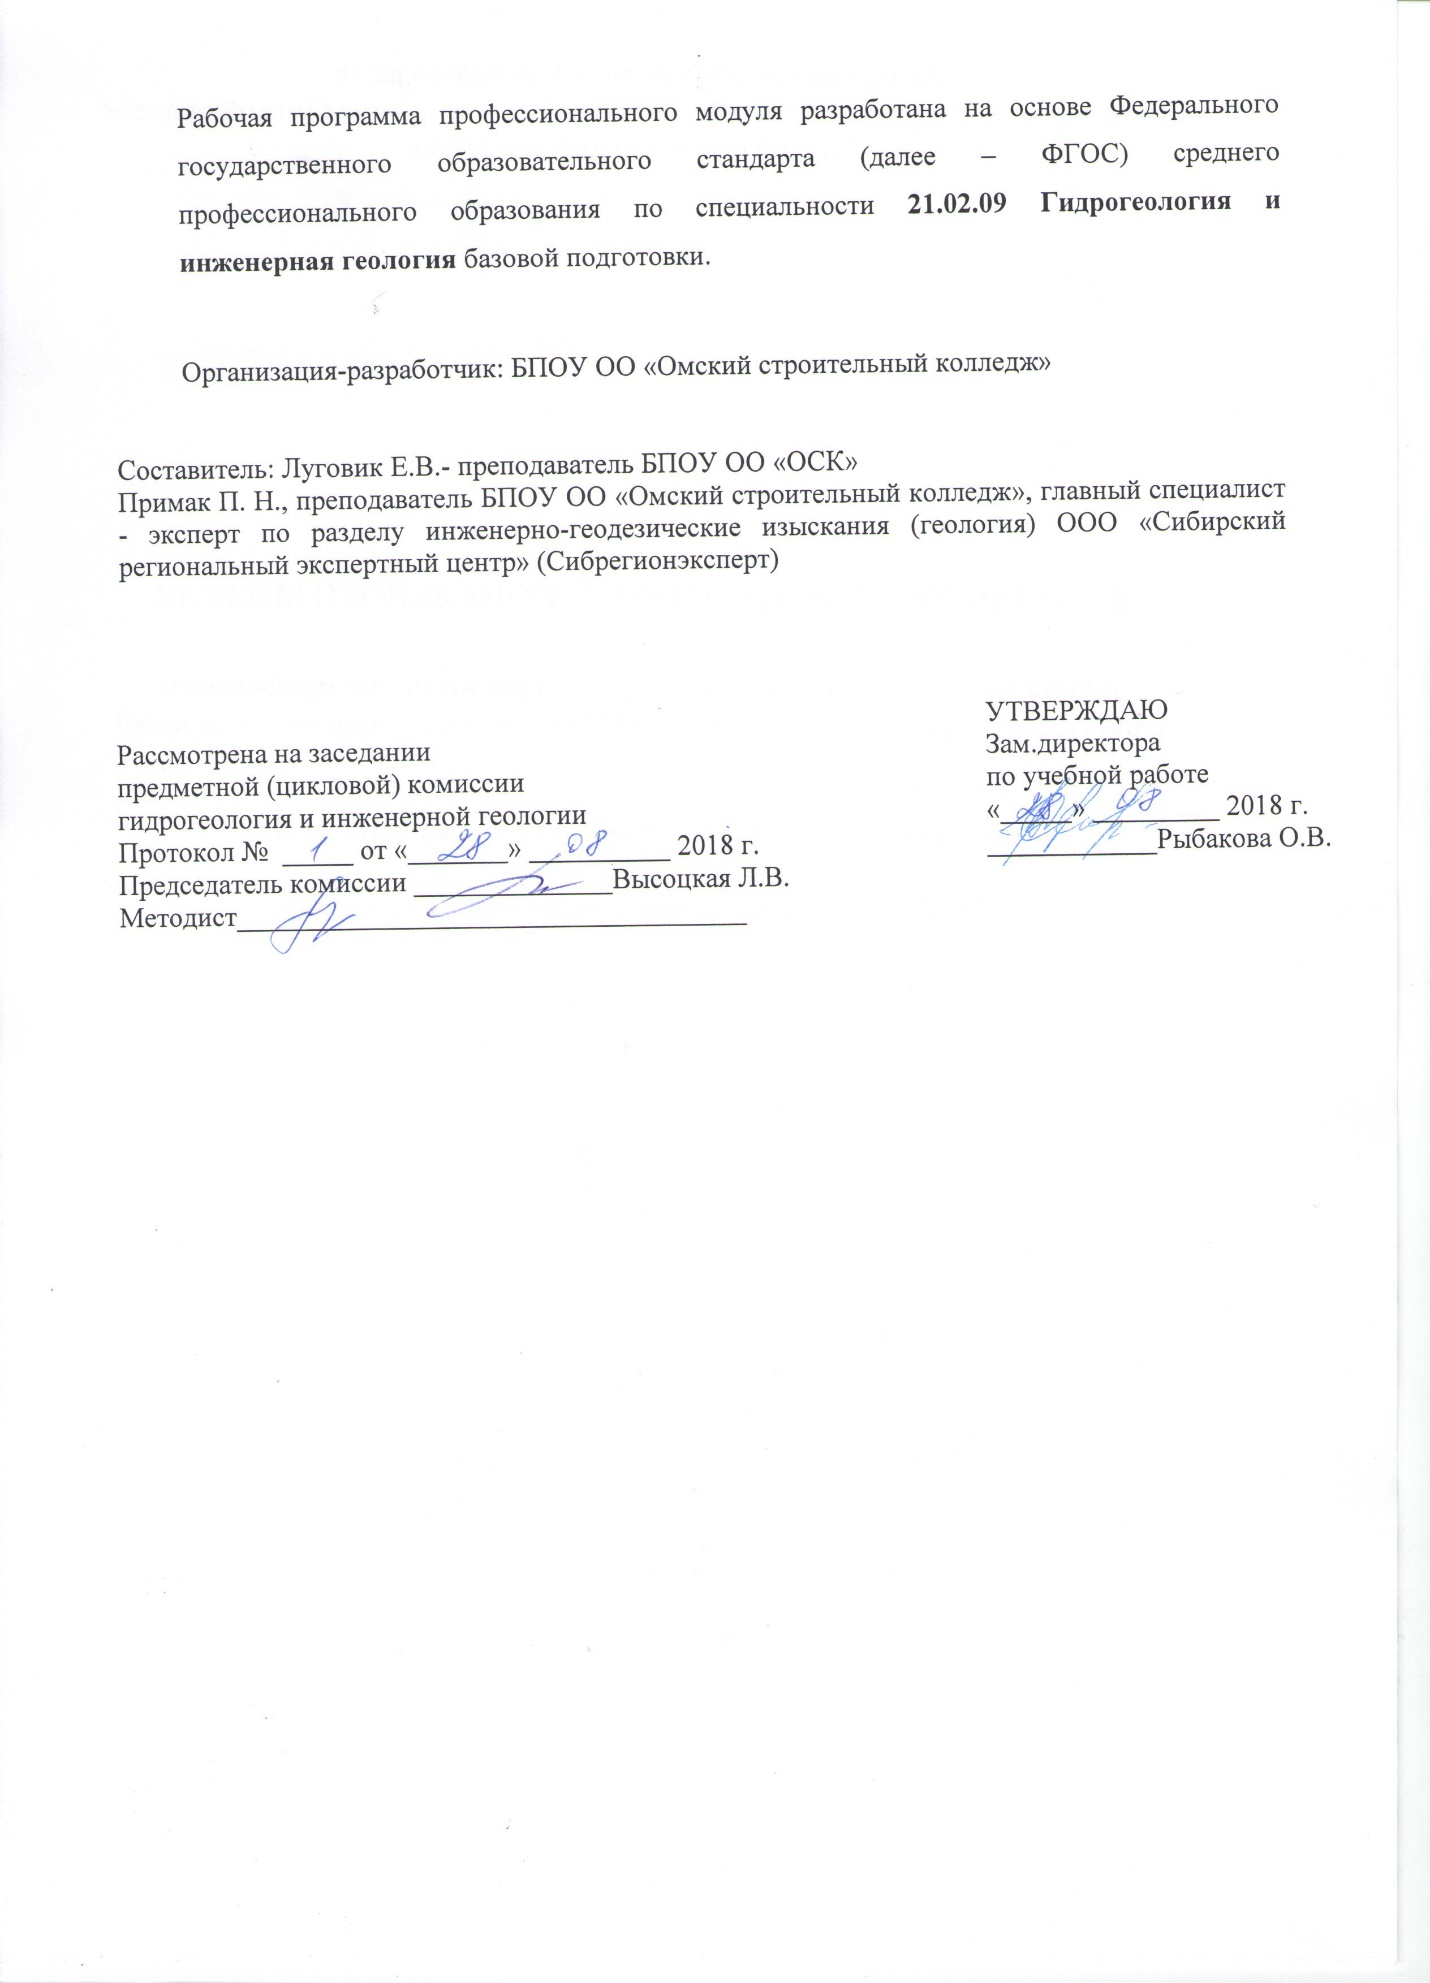 Рабочая программа профессионального модуля разработана на основе Федерального
государственного образовательного стандарта (далее – ФГОС) среднего
профессионального образования по специальности 21.02.09 Гидрогеология и
инженерная геология базовой подготовки.
Организация-разработчик: БПОУ ОО «Омский строительный колледж»
Составитель: Луговик Е.В.- преподаватель БПОУ ОО «ОСК»
Примак П. Н., преподаватель БПОУ ОО «Омский строительный колледж», главный специалист
- эксперт по разделу инженерно-геодезические изыскания (геология) ООО «Сибирский
региональный экспертный центр» (Сибрегионэксперт)
Рассмотрена на заседании
предметной (цикловой) комиссии
гидрогеология и инженерной геологии
Протокол № 1 от «28» 08 2018 г.
Председатель комиссии Высоцкая Л.В.
Методист
УТВЕРЖДАЮ
Зам.директора
по учебной работе
«28» 08 2018 г.
Рыбакова О.В.